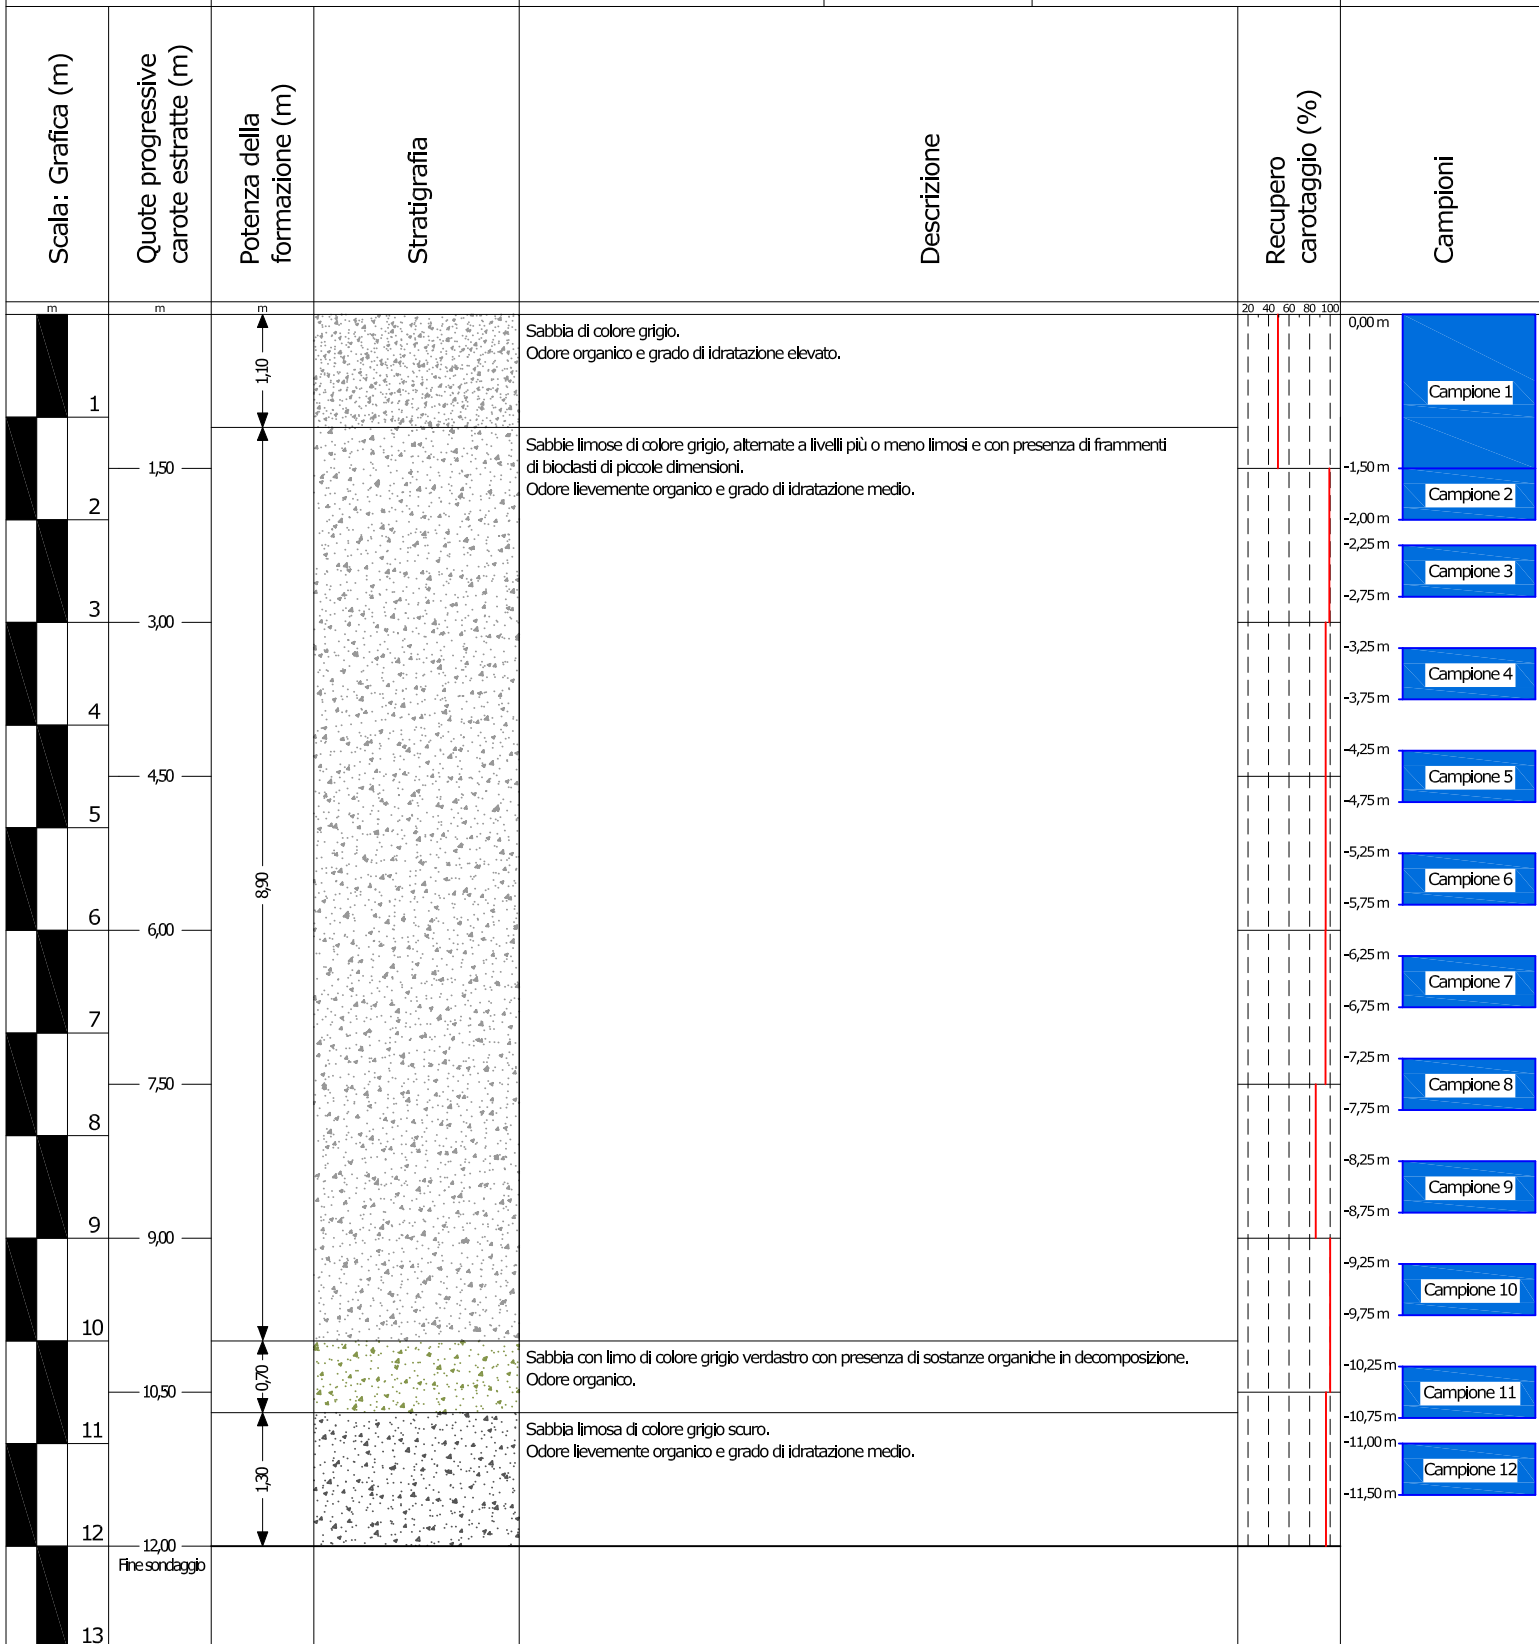 Scala: Grafica (m)
Quote progressive
carote estratte (m)
Potenza della
formazione (m)
Stratigrafia
Descrizione
Recupero
carotaggio (%)
Campioni
m
m
m
20 40 60 80 100
1
2
3
4
5
6
7
8
9
10
11
12
13
1,50
3,00
4,50
6,00
7,50
9,00
10,50
12,00
Fine sondaggio
1,10
8,90
0,70
1,30
Sabbia di colore grigio.
Odore organico e grado di idratazione elevato.
Sabbie limose di colore grigio, alternate a livelli più o meno limosi e con presenza di frammenti
di bioclasti di piccole dimensioni.
Odore lievemente organico e grado di idratazione medio.
Sabbia con limo di colore grigio verdastro con presenza di sostanze organiche in decomposizione.
Odore organico.
Sabbia limosa di colore grigio scuro.
Odore lievemente organico e grado di idratazione medio.
0,00 m
Campione 1
-1,50 m
Campione 2
-2,00 m
-2,25 m
Campione 3
-2,75 m
-3,25 m
Campione 4
-3,75 m
-4,25 m
Campione 5
-4,75 m
-5,25 m
Campione 6
-5,75 m
-6,25 m
Campione 7
-6,75 m
-7,25 m
Campione 8
-7,75 m
-8,25 m
Campione 9
-8,75 m
-9,25 m
Campione 10
-9,75 m
-10,25 m
Campione 11
-10,75 m
-11,00 m
Campione 12
-11,50 m